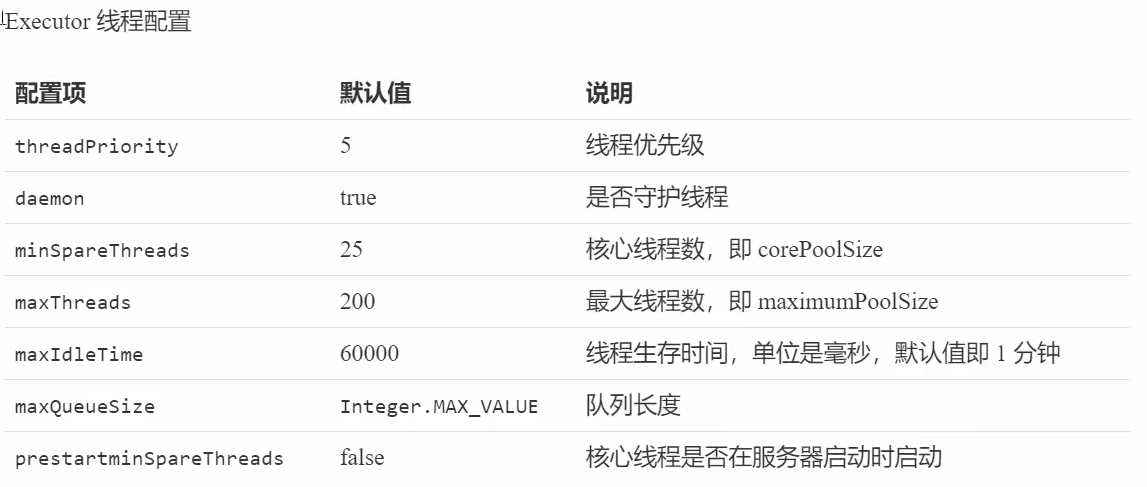 Executor 线程配置
配置项 默认值 说明
threadPriority 5 线程优先级
daemon true 是否守护线程
minSpareThreads 25 核心线程数，即 corePoolSize
maxThreads 200 最大线程数，即 maximumPoolSize
maxIdleTime 60000 线程生存时间，单位是毫秒，默认值即 1 分钟
maxQueueSize Integer.MAX_VALUE 队列长度
prestartminSpareThreads false 核心线程是否在服务器启动时启动